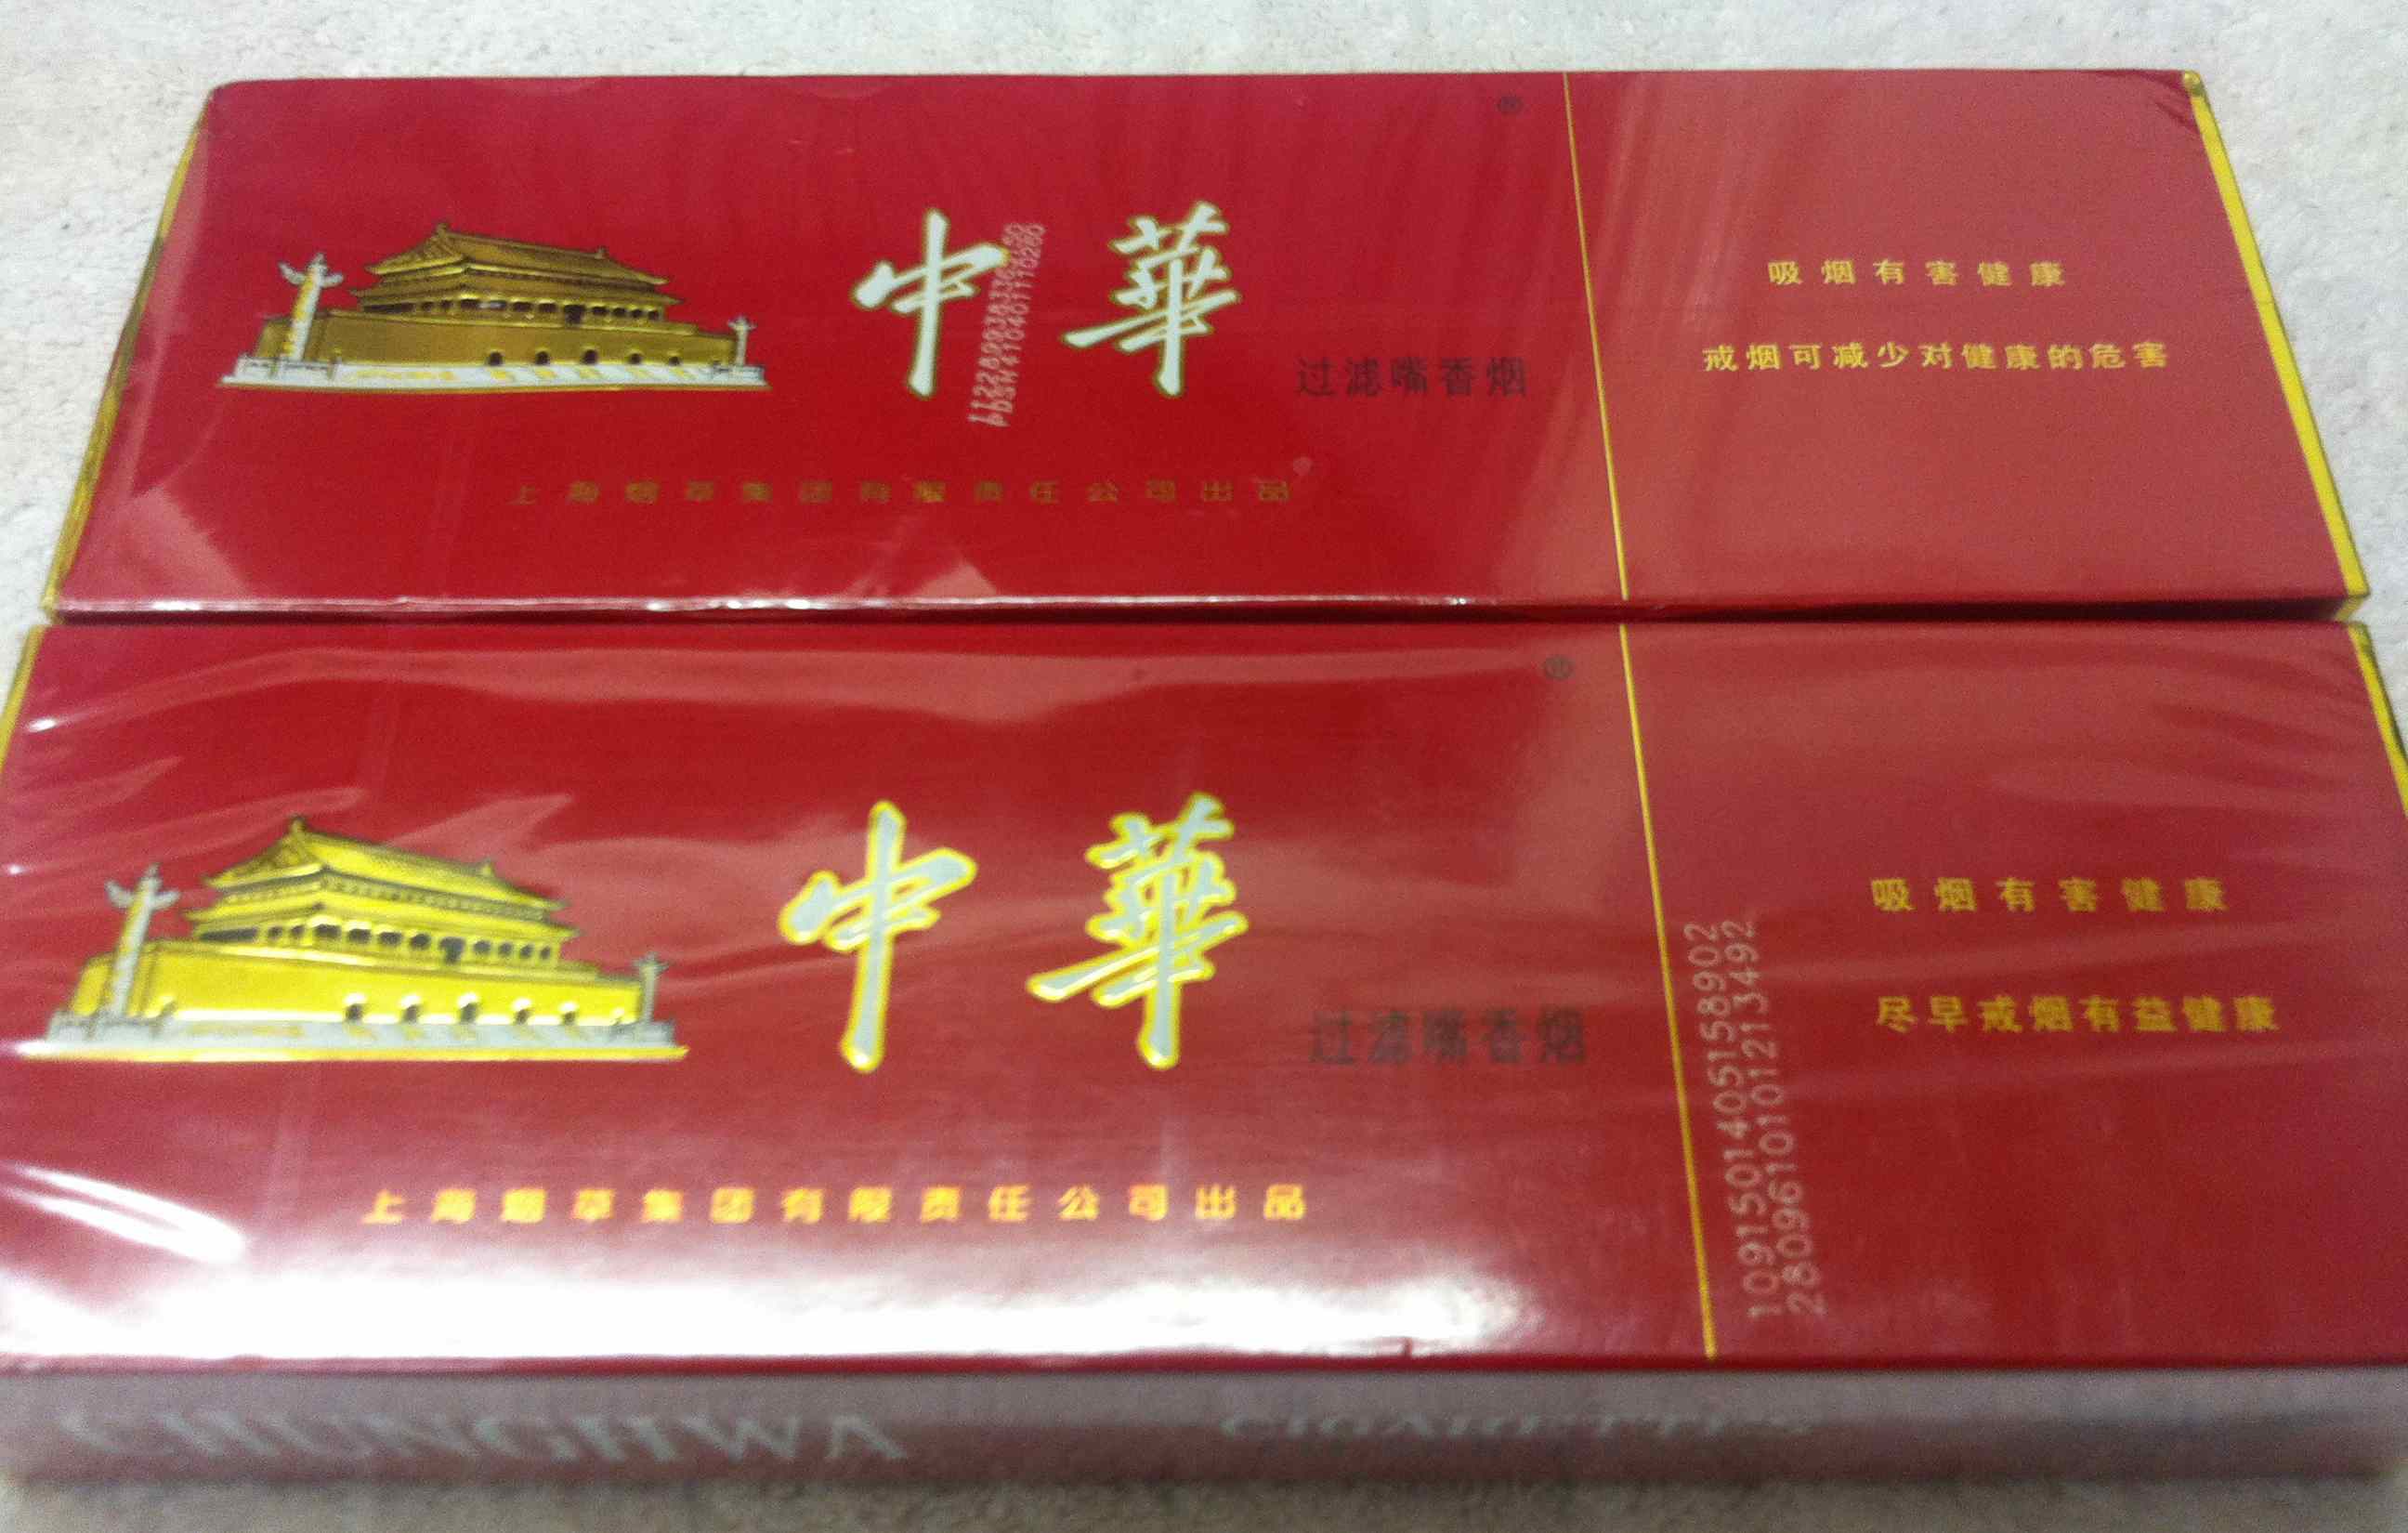 ®
中華
过滤嘴香烟
上海烟草集团有限责任公司出品
吸烟有害健康
戒烟可减少对健康的危害
®
中華
过滤嘴香烟
上海烟草集团有限责任公司出品
吸烟有害健康
尽早戒烟有益健康
1091501405158902
2809610101213492
CHUNGHWA CIGARETTES